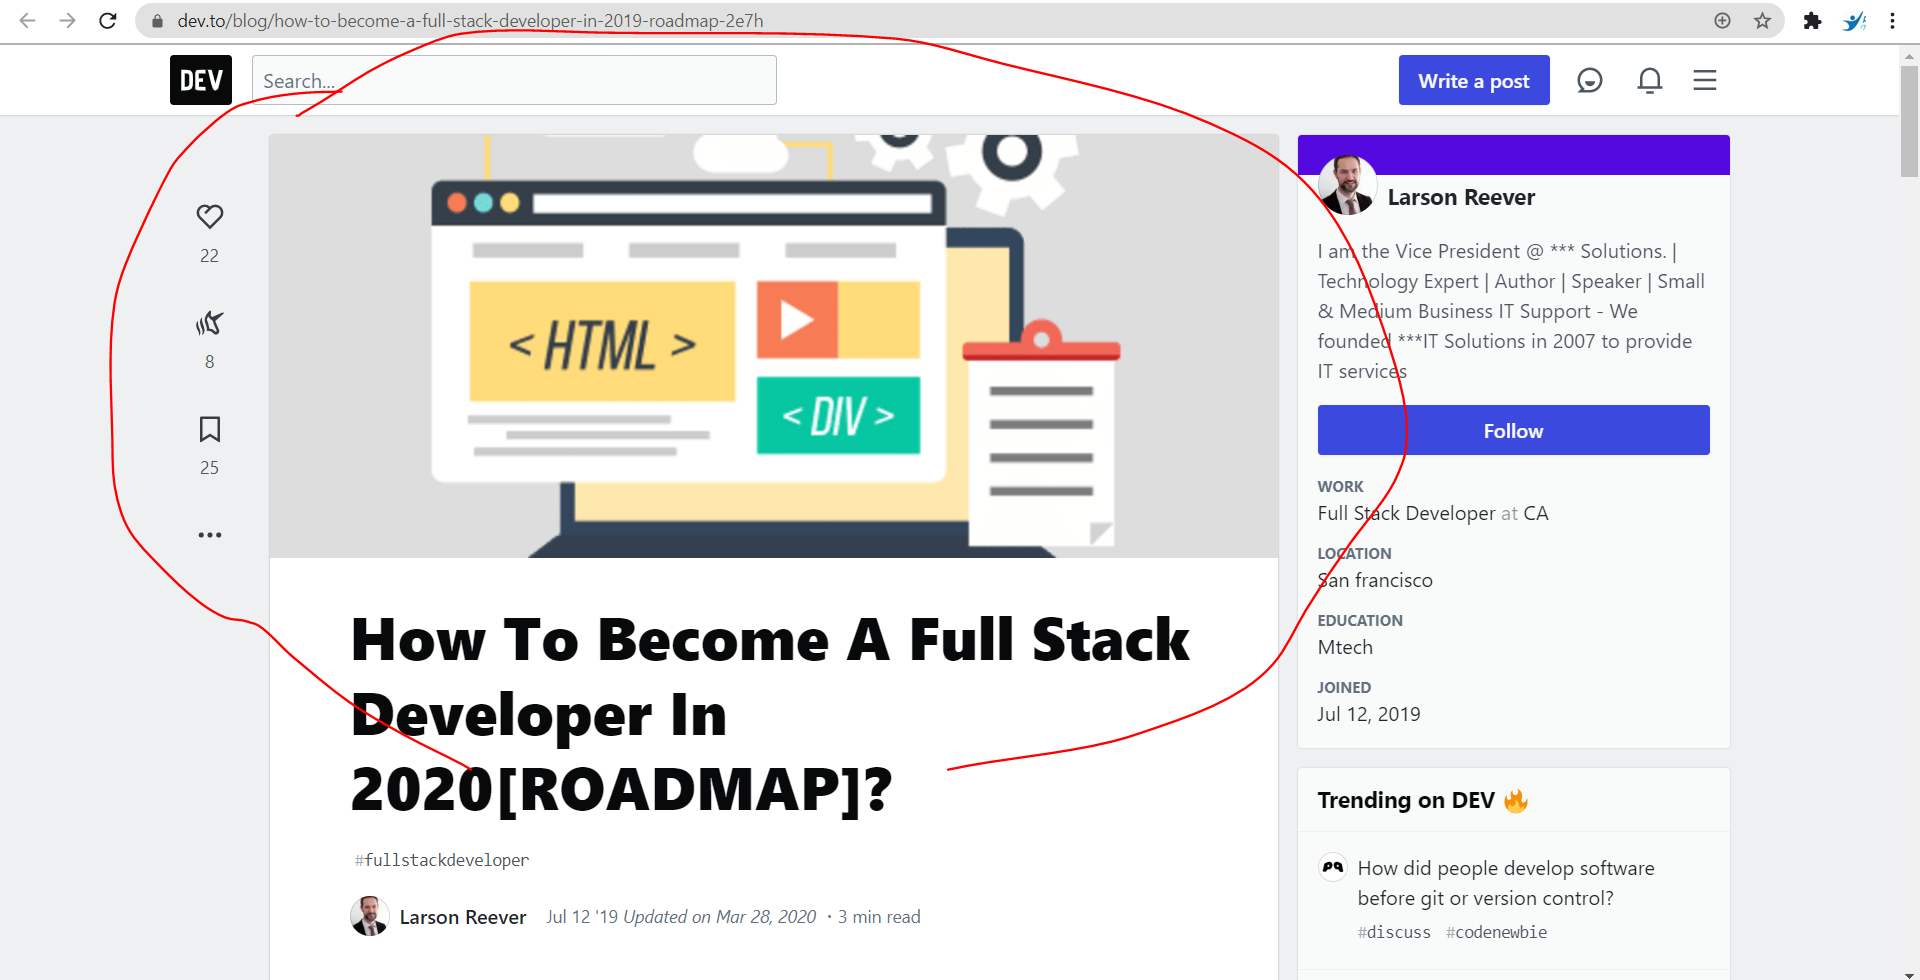 dev.to/blog/how-to-become-a-full-stack-developer-in-2019-roadmap-2e7h
DEV
Search...
Write a post
22
8
25
< HTML >
< DIV >
How To Become A Full Stack
Developer In
2020[ROADMAP]?
#fullstackdeveloper
Larson Reever Jul 12 '19 Updated on Mar 28, 2020 · 3 min read
Larson Reever
I am the Vice President @ *** Solutions. |
Technology Expert | Author | Speaker | Small
& Medium Business IT Support - We
founded ***IT Solutions in 2007 to provide
IT services
Follow
WORK
Full Stack Developer at CA
LOCATION
San francisco
EDUCATION
Mtech
JOINED
Jul 12, 2019
Trending on DEV 🔥
How did people develop software
before git or version control?
#discuss #codenewbie